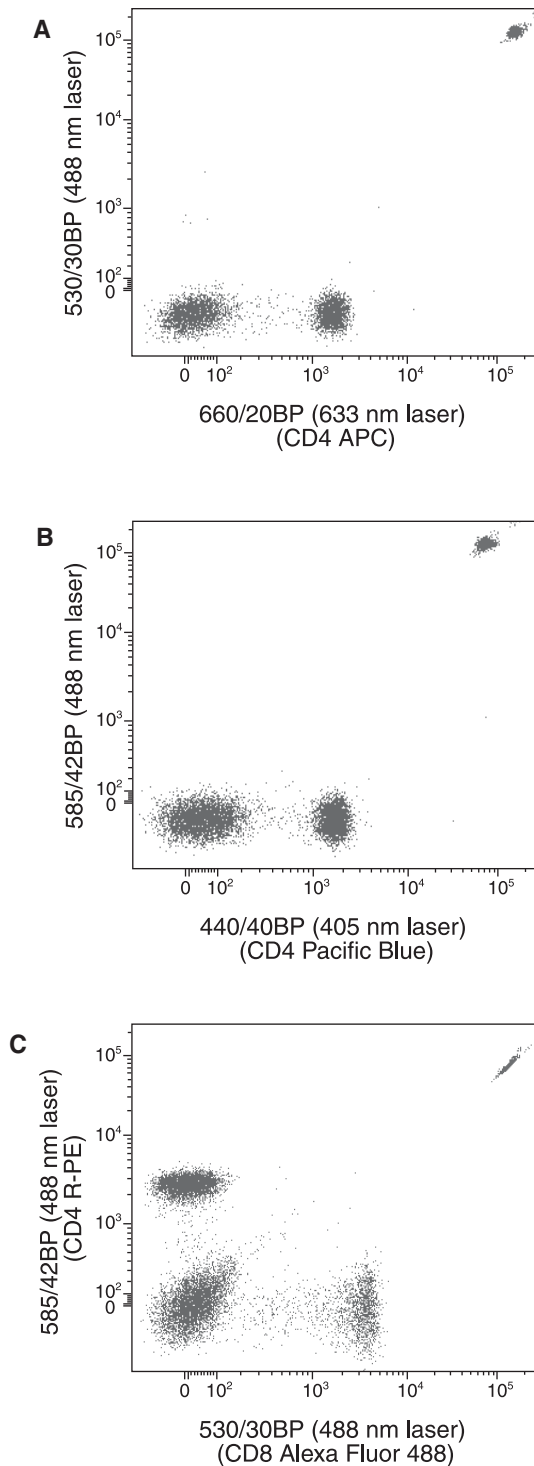 A
530/30BP (488 nm laser)
10⁵
10⁴
10³
10²
0
0 10² 10³ 10⁴ 10⁵
660/20BP (633 nm laser)
(CD4 APC)
B
585/42BP (488 nm laser)
10⁵
10⁴
10³
10²
0
0 10² 10³ 10⁴ 10⁵
440/40BP (405 nm laser)
(CD4 Pacific Blue)
C
585/42BP (488 nm laser)
(CD4 R-PE)
10⁵
10⁴
10³
10²
0
0 10² 10³ 10⁴ 10⁵
530/30BP (488 nm laser)
(CD8 Alexa Fluor 488)